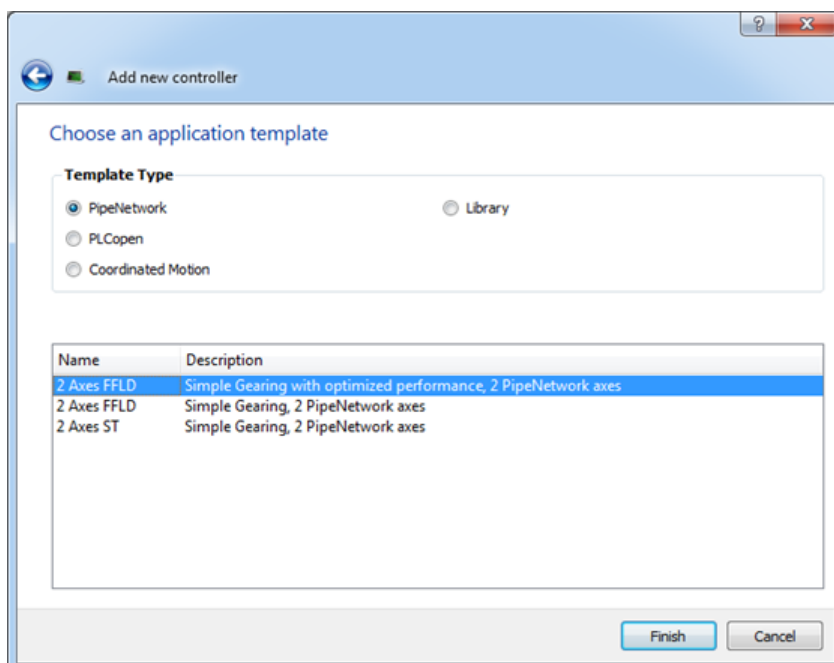 Add new controller
Choose an application template
Template Type
PipeNetwork Library
PLCopen
Coordinated Motion
Name Description
2 Axes FFLD Simple Gearing with optimized performance, 2 PipeNetwork axes
2 Axes FFLD Simple Gearing, 2 PipeNetwork axes
2 Axes ST Simple Gearing, 2 PipeNetwork axes
Finish Cancel